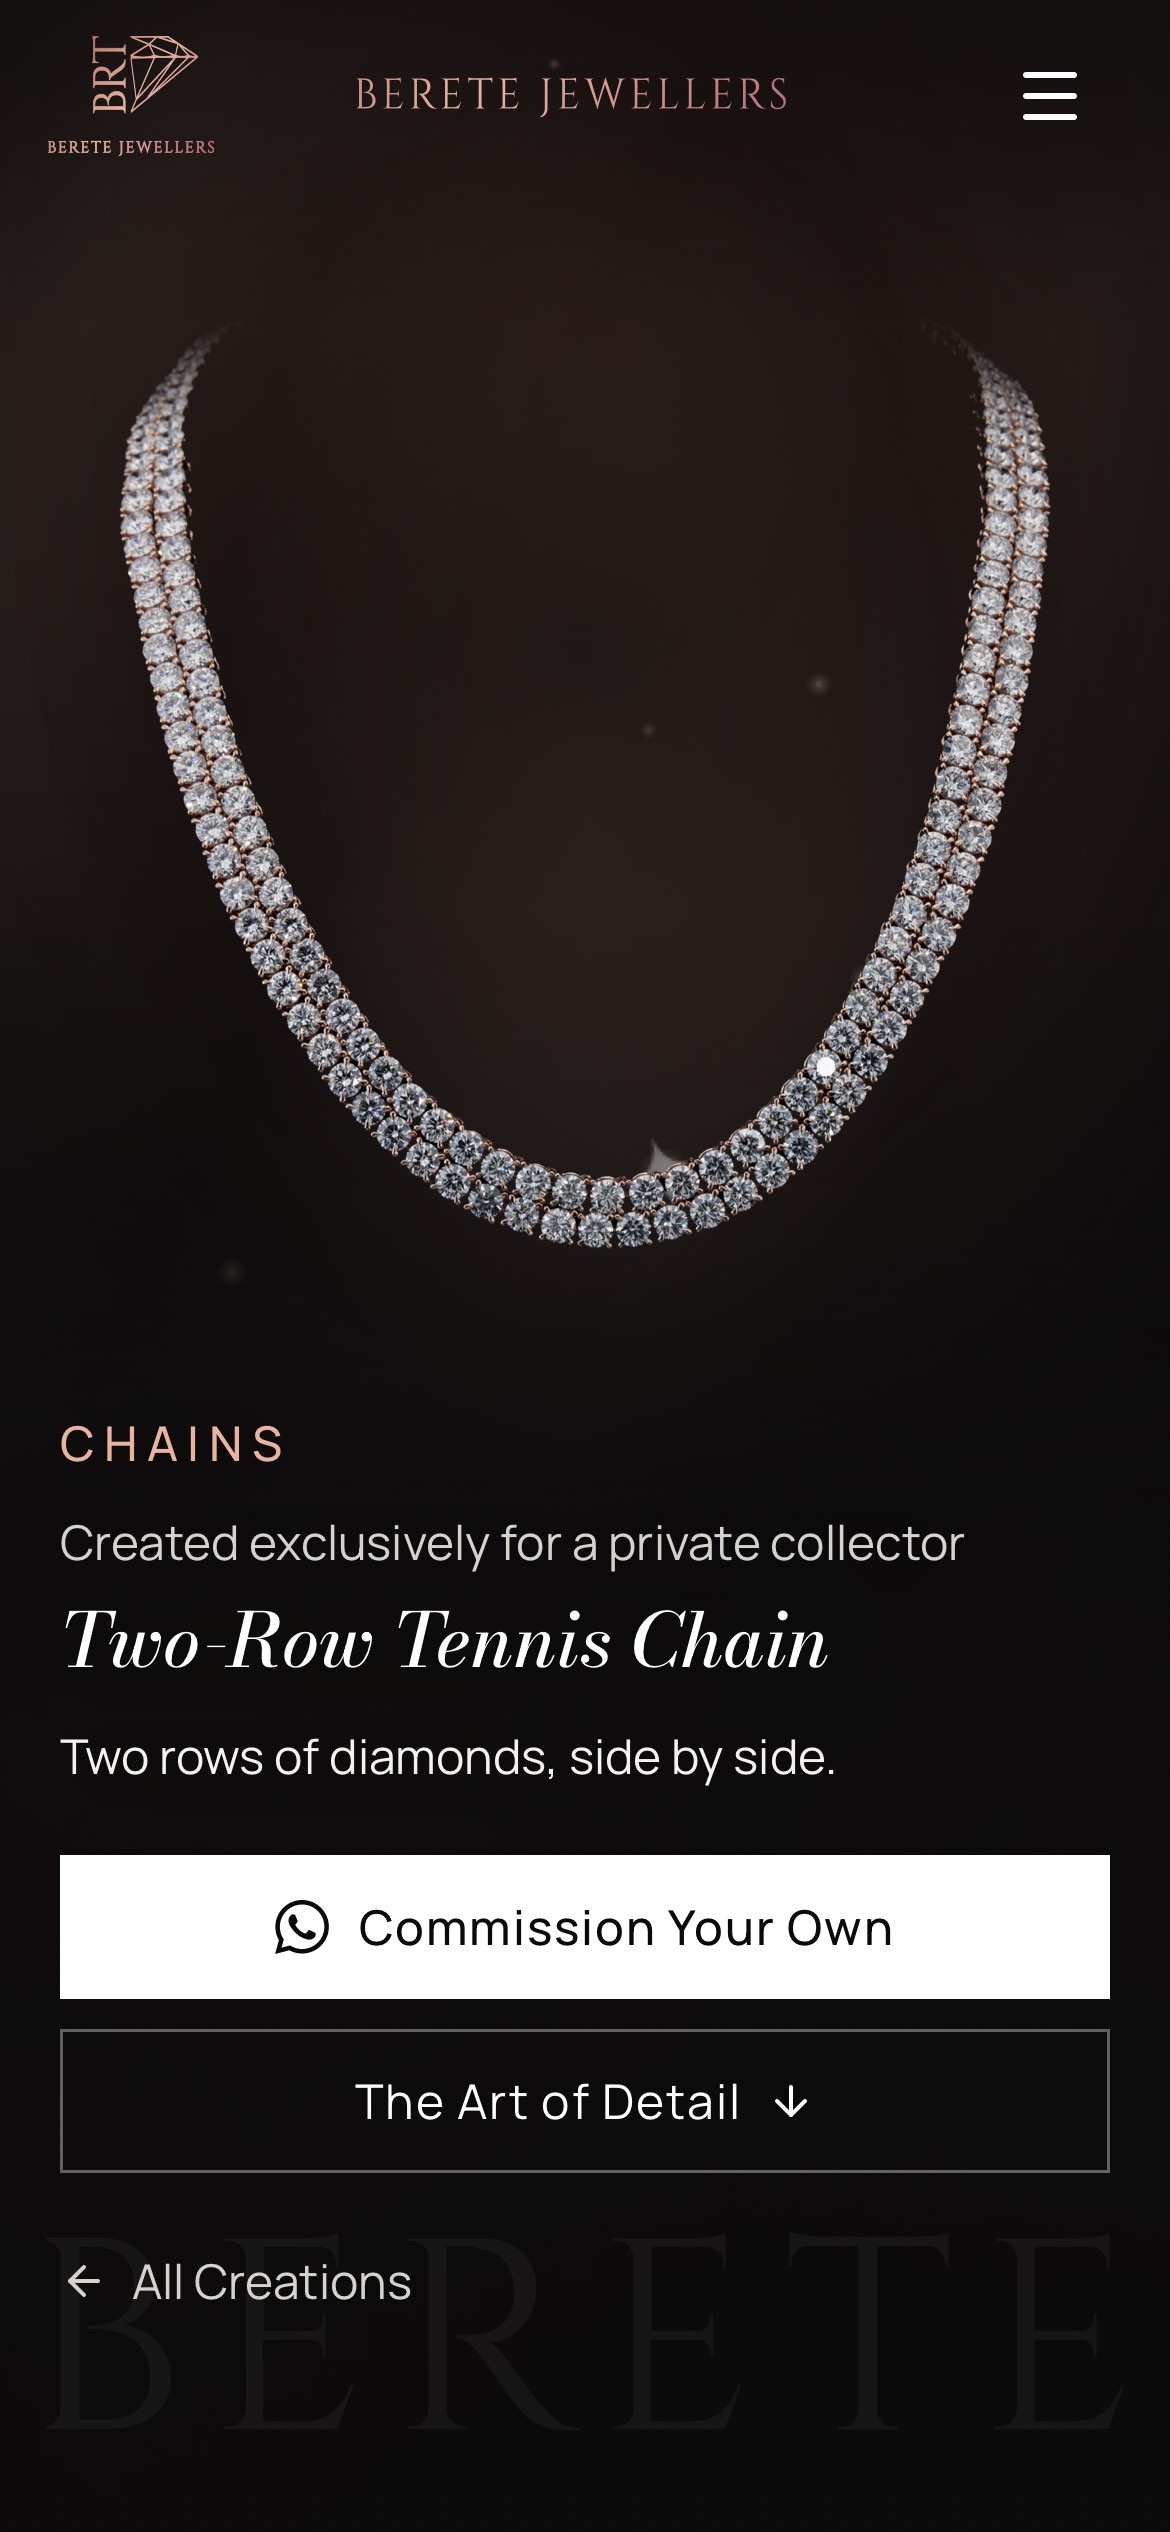 BRT
BERETE JEWELLERS
BERETE JEWELLERS
CHAINS
Created exclusively for a private collector
Two-Row Tennis Chain
Two rows of diamonds, side by side.
Commission Your Own
The Art of Detail ↓
← All Creations
BERETE